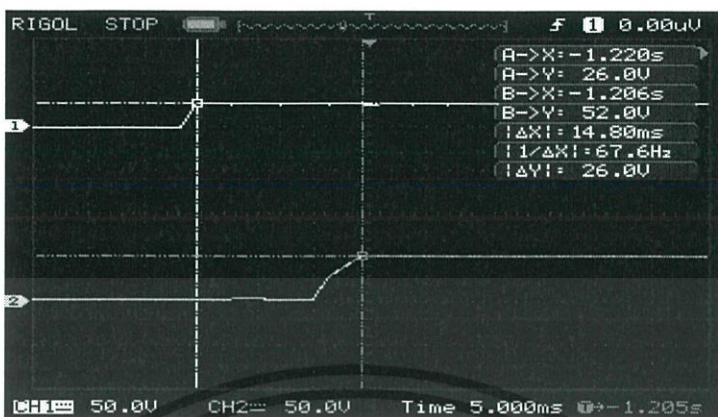 RIGOL STOP T f 1 0.00uV
A->X:-1.220s
A->Y: 26.0V
B->X:-1.206s
B->Y: 52.0V
|ΔX|: 14.80ms
|1/ΔX|:67.6Hz
|ΔY|: 26.0V
1
2
CH1 50.0V CH2 50.0V Time 5.000ms T→-1.205s